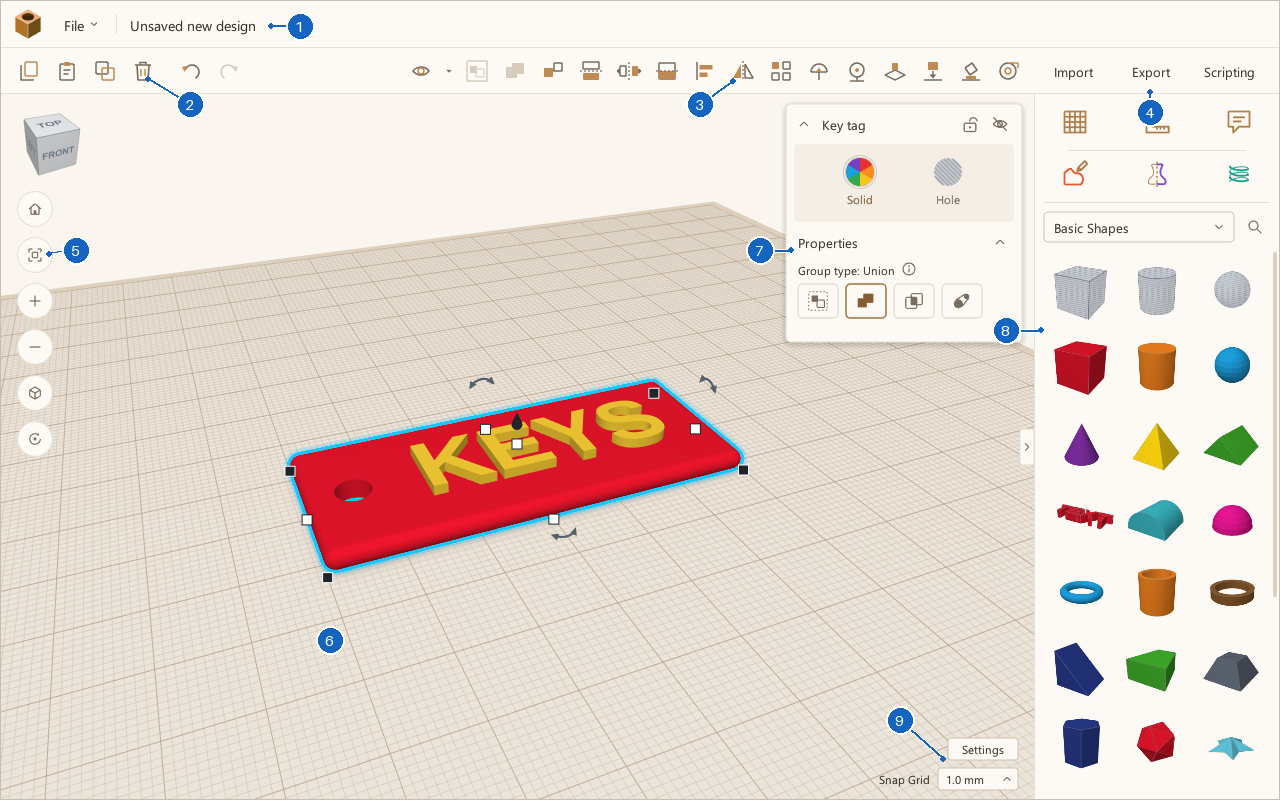 File
Unsaved new design
1
2
3
Import
Export
Scripting
4
TOP
FRONT
5
Key tag
Solid
Hole
7
Properties
Group type: Union
Basic Shapes
8
KEYS
6
9
Settings
Snap Grid
1.0 mm